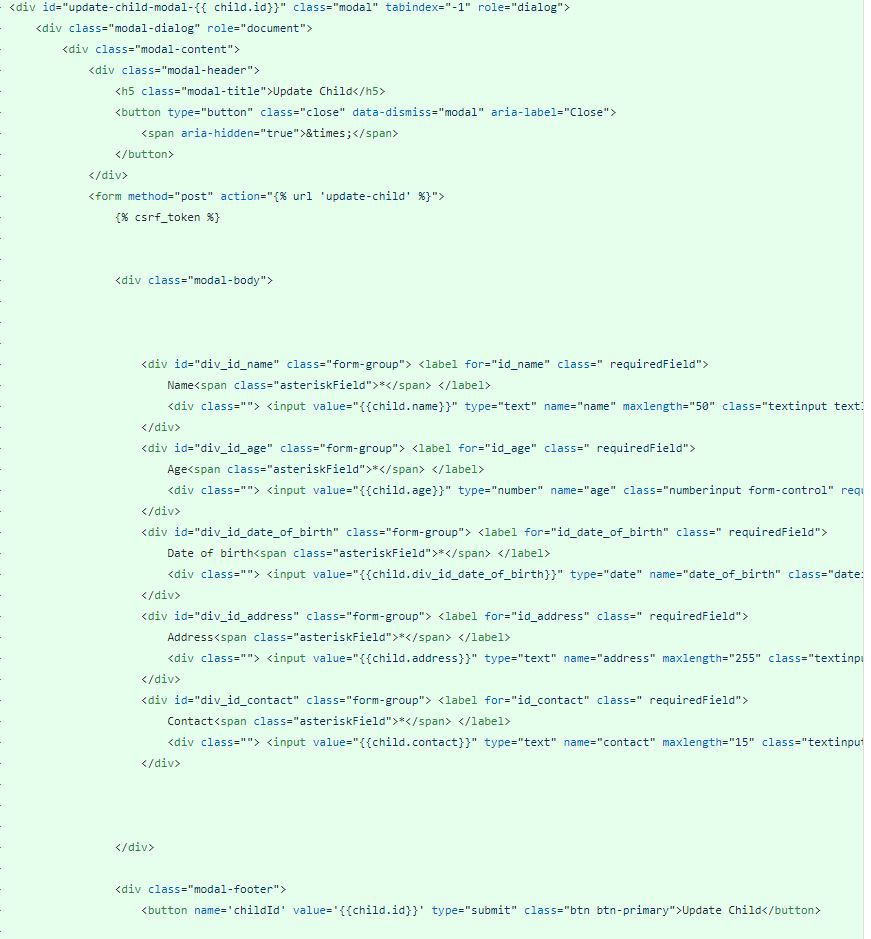 <div id="update-child-modal-{{ child.id}}" class="modal" tabindex="-1" role="dialog">
<div class="modal-dialog" role="document">
<div class="modal-content">
<div class="modal-header">
<h5 class="modal-title">Update Child</h5>
<button type="button" class="close" data-dismiss="modal" aria-label="Close">
<span aria-hidden="true">&times;</span>
</button>
</div>
<form method="post" action="{% url 'update-child' %}">
{% csrf_token %}
<div class="modal-body">
<div id="div_id_name" class="form-group"> <label for="id_name" class=" requiredField">
Name<span class="asteriskField">*</span> </label>
<div class=""> <input value="{{child.name}}" type="text" name="name" maxlength="50" class="textinput text
</div>
<div id="div_id_age" class="form-group"> <label for="id_age" class=" requiredField">
Age<span class="asteriskField">*</span> </label>
<div class=""> <input value="{{child.age}}" type="number" name="age" class="numberinput form-control" requ
</div>
<div id="div_id_date_of_birth" class="form-group"> <label for="id_date_of_birth" class=" requiredField">
Date of birth<span class="asteriskField">*</span> </label>
<div class=""> <input value="{{child.div_id_date_of_birth}}" type="date" name="date_of_birth" class="date
</div>
<div id="div_id_address" class="form-group"> <label for="id_address" class=" requiredField">
Address<span class="asteriskField">*</span> </label>
<div class=""> <input value="{{child.address}}" type="text" name="address" maxlength="255" class="textinpu
</div>
<div id="div_id_contact" class="form-group"> <label for="id_contact" class=" requiredField">
Contact<span class="asteriskField">*</span> </label>
<div class=""> <input value="{{child.contact}}" type="text" name="contact" maxlength="15" class="textinput
</div>
</div>
<div class="modal-footer">
<button name='childId' value='{{child.id}}' type="submit" class="btn btn-primary">Update Child</button>